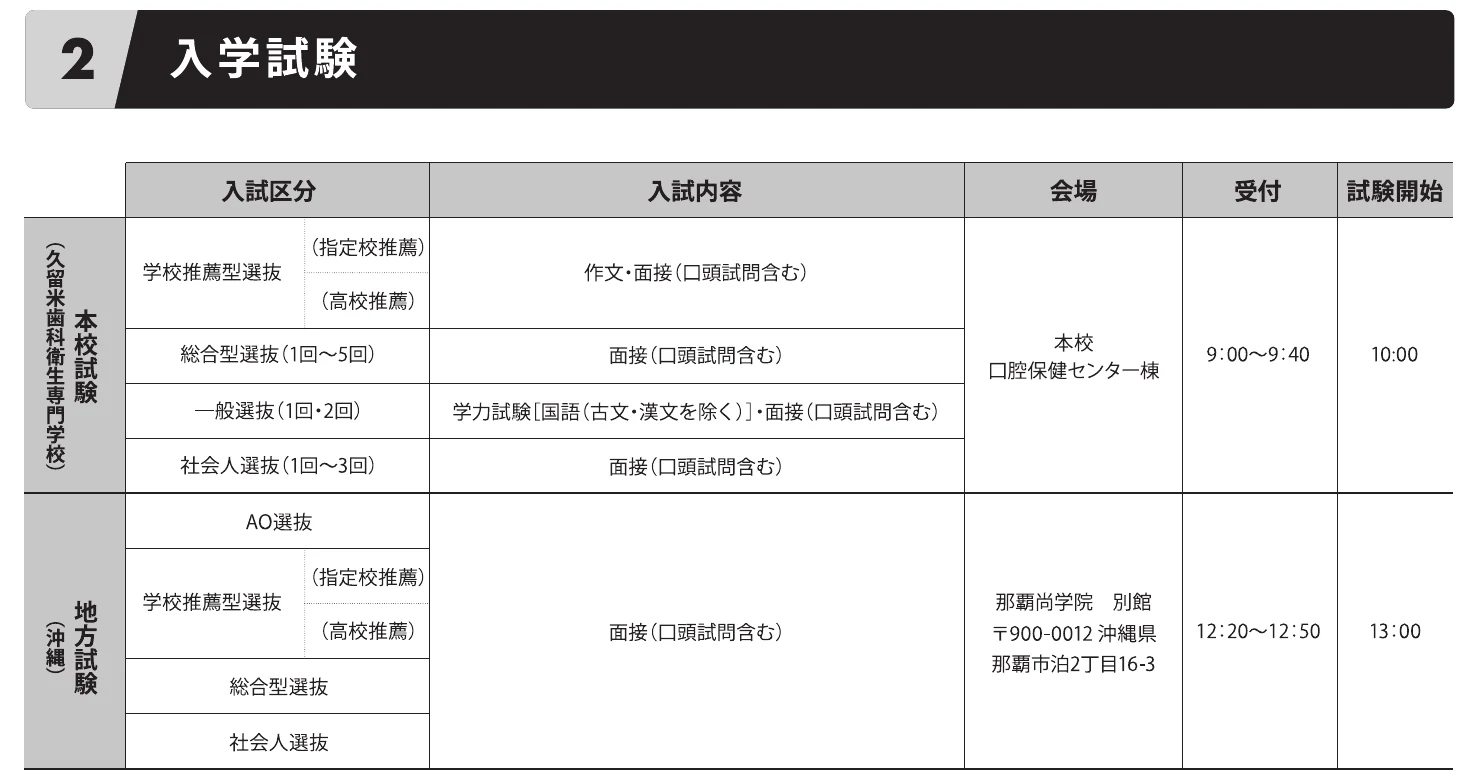 2 入学試験
入試区分 入試内容 会場 受付 試験開始
本校試験
（久留米歯科衛生専門学校）
学校推薦型選抜
（指定校推薦）
（高校推薦）
作文・面接（口頭試問含む）
総合型選抜（1回～5回）
面接（口頭試問含む）
一般選抜（1回・2回）
学力試験［国語（古文・漢文を除く）］・面接（口頭試問含む）
社会人選抜（1回～3回）
面接（口頭試問含む）
本校
口腔保健センター棟
9：00～9：40
10:00
地方試験
（沖縄）
AO選抜
学校推薦型選抜
（指定校推薦）
（高校推薦）
総合型選抜
社会人選抜
面接（口頭試問含む）
那覇尚学院　別館
〒900-0012 沖縄県
那覇市泊2丁目16-3
12：20～12：50
13：00